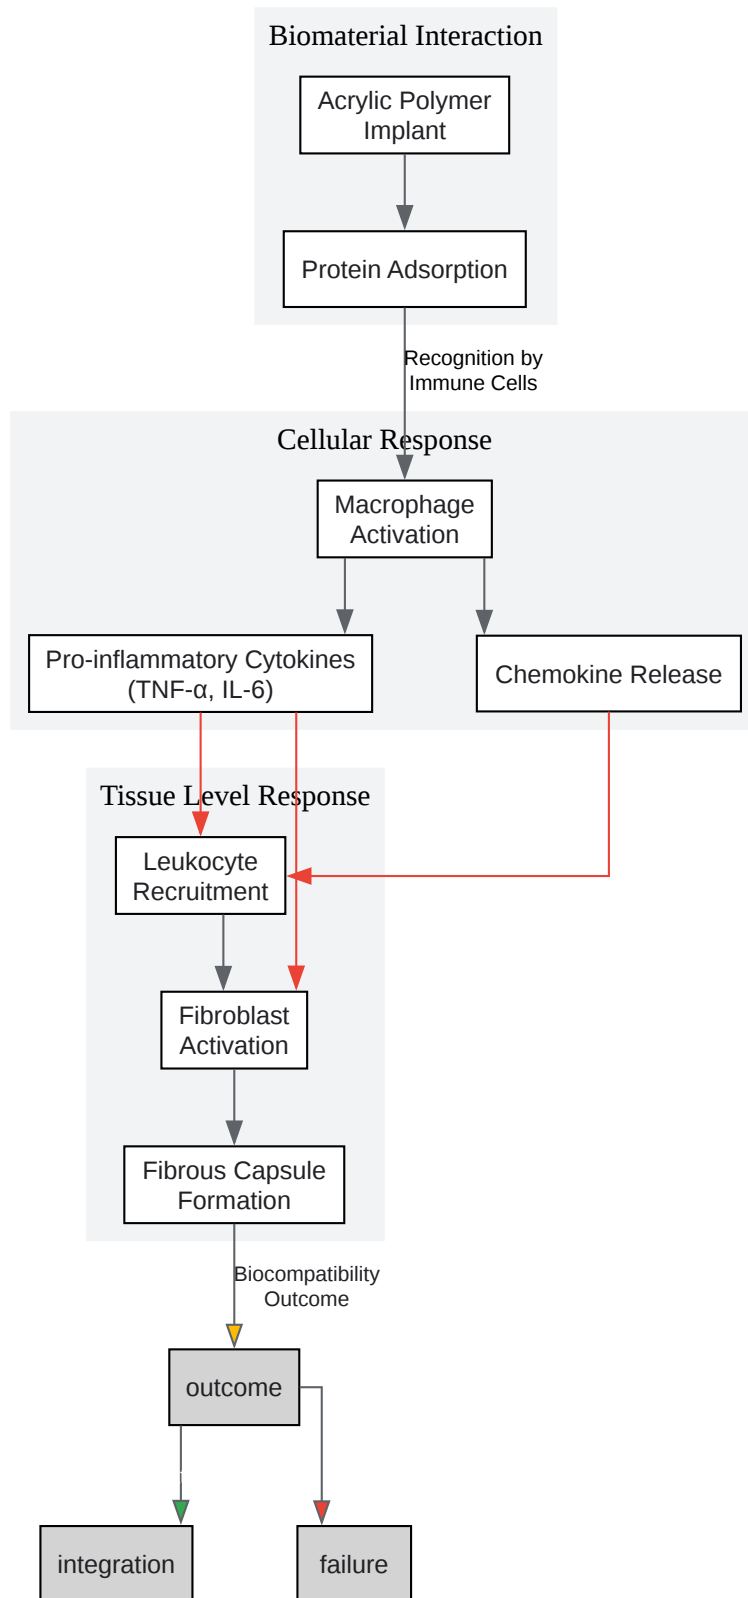 Biomaterial Interaction
Acrylic Polymer
Implant
Protein Adsorption
Recognition by
Immune Cells
Cellular Response
Macrophage
Activation
Pro-inflammatory Cytokines
(TNF-α, IL-6)
Chemokine Release
Tissue Level Response
Leukocyte
Recruitment
Fibroblast
Activation
Fibrous Capsule
Formation
Biocompatibility
Outcome
outcome
integration
failure